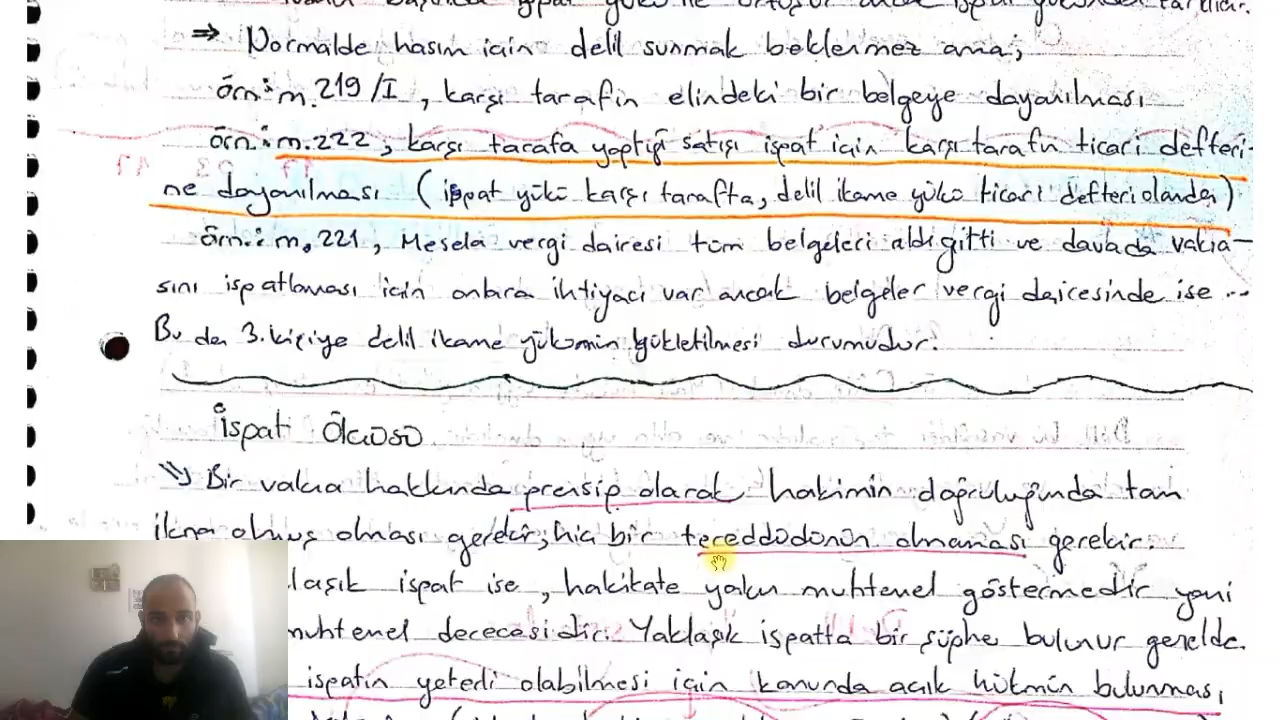 ⇒ Normalde hasım için delil sunmak beklenmez ama;
örn: m.219/I, karşı tarafın elindeki bir belgeye dayanılması
örn: m.222, karşı tarafa yaptığı satışı ispat için karşı tarafın ticari defteri-
ne dayanılması (ispat yükü karşı tarafta, delil ikame yükü ticari defteri olanda)
örn: m.221, Mesela vergi dairesi tüm belgeleri aldı gitti ve davada vakıa-
sını ispatlaması için onlara ihtiyacı var ancak belgeler vergi dairesinde ise ...
Bu da 3. kişiye delil ikame yükünün yükletilmesi durumudur.
İspat Ölçüsü
Bir vakıa hakkında prensip olarak hakimin doğruluğunda tam
ikna olmuş olması gerekir; hiç bir tereddüdünün olmaması gerekir.
ispat ise, hakikate yakın muhtemel göstermedir yani
muhtemel derecesidir. Yaklaşık ispatta bir şüphe bulunur genelde.
ispatın yeterli olabilmesi için kanunda açık hükmün bulunması,